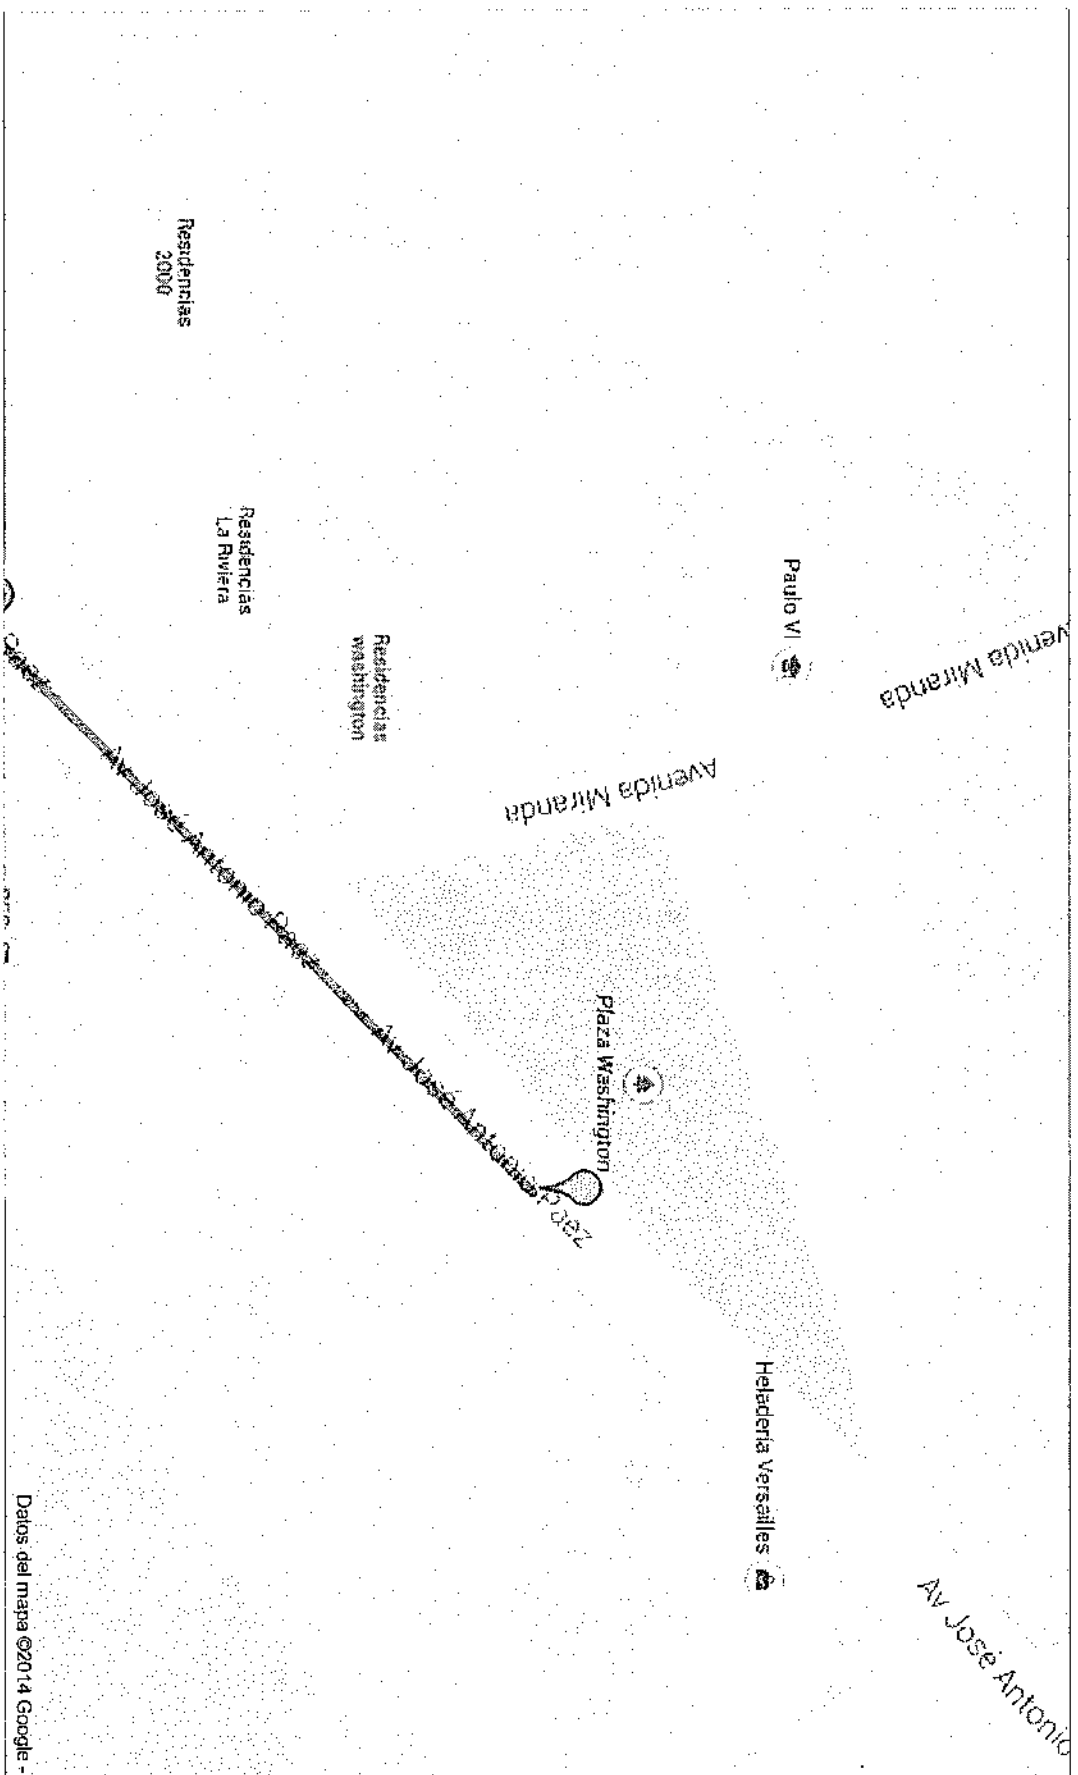 Residencias
2000
Residencias
La Riviera
Residencias
washington
Paulo VI
Avenida Miranda
Avenida Miranda
Plaza Washington
Av José Antonio Páez
Av José Antonio Páez
Heladería Versailles
Av José Antonio
Datos del mapa ©2014 Google -